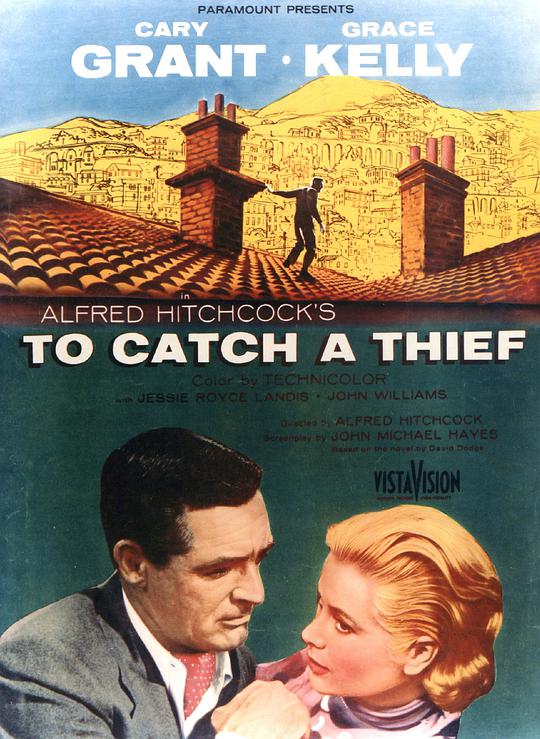 PARAMOUNT PRESENTS
CARY GRACE
GRANT · KELLY
in
ALFRED HITCHCOCK'S
TO CATCH A THIEF
Color by TECHNICOLOR
with JESSIE ROYCE LANDIS · JOHN WILLIAMS
Directed by ALFRED HITCHCOCK
Screenplay by JOHN MICHAEL HAYES
Based on the novel by David Dodge
VISTAVISION